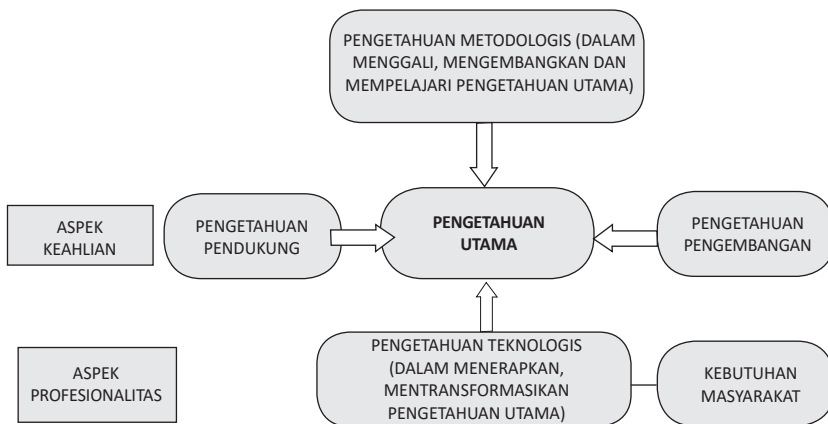 PENGETAHUAN METODOLOGIS (DALAM
MENGGALI, MENGEMBANGKAN DAN
MEMPELAJARI PENGETAHUAN UTAMA)
ASPEK
KEAHLIAN
PENGETAHUAN
PENDUKUNG
PENGETAHUAN
UTAMA
PENGETAHUAN
PENGEMBANGAN
ASPEK
PROFESIONALITAS
PENGETAHUAN TEKNOLOGIS
(DALAM MENERAPKAN,
MENTRANSFORMASIKAN
PENGETAHUAN UTAMA)
KEBUTUHAN
MASYARAKAT